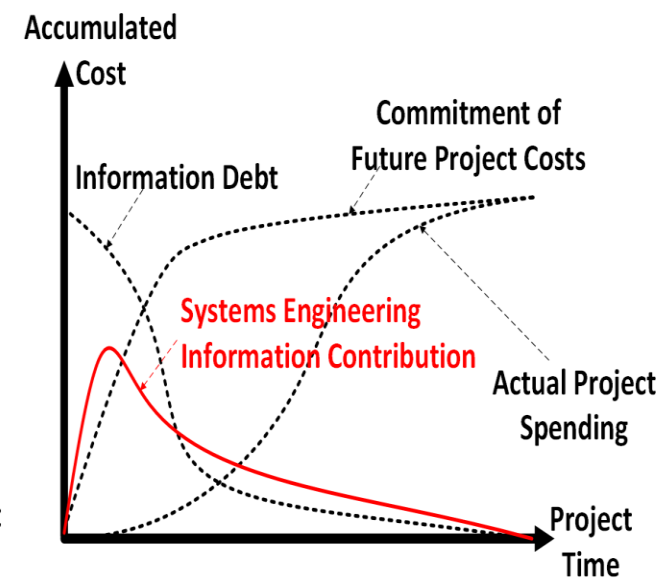 Accumulated
Cost
Commitment of
Future Project Costs
Information Debt
Systems Engineering
Information Contribution
Actual Project
Spending
Project
Time